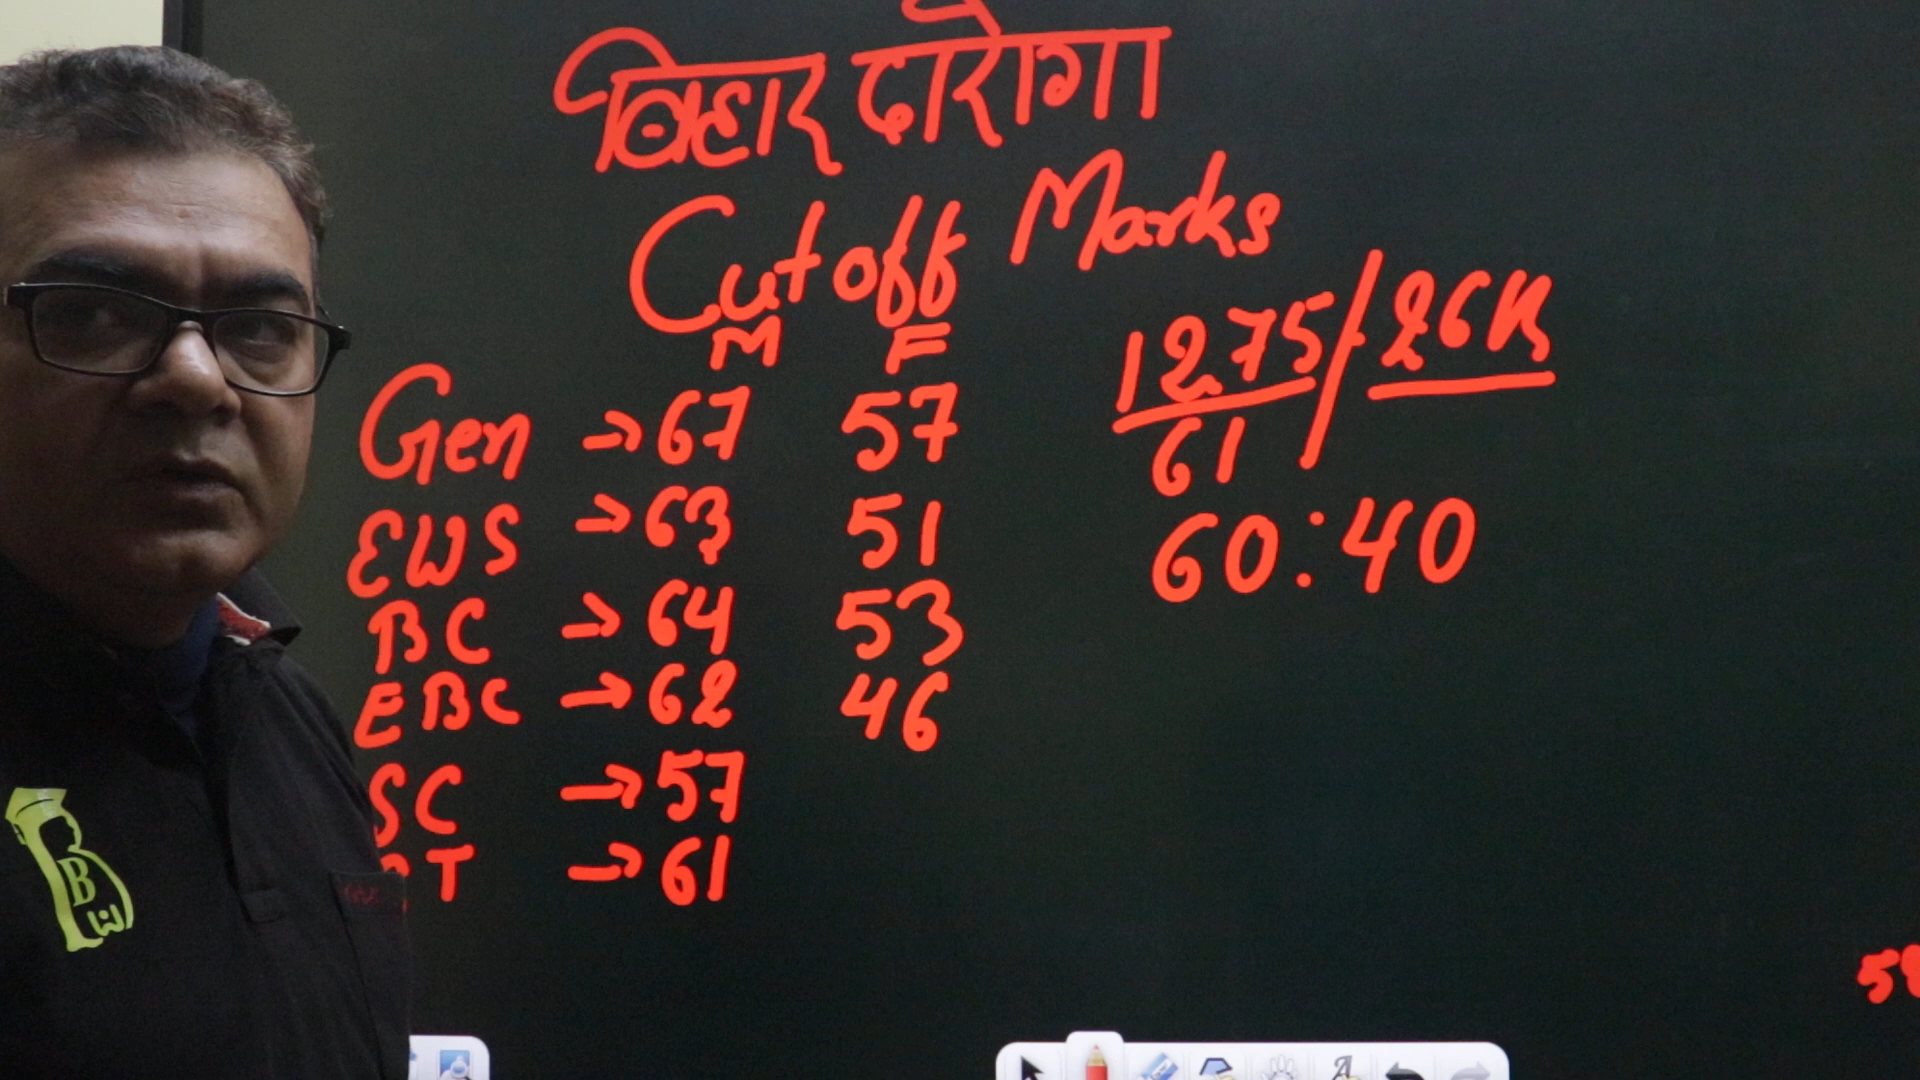 बिहार दारोगा
Cutoff Marks
M F
Gen → 67 57
EWS → 63 51
BC → 64 53
EBC → 62 46
SC → 57
T → 61
1275/26K
61
60:40
B
W